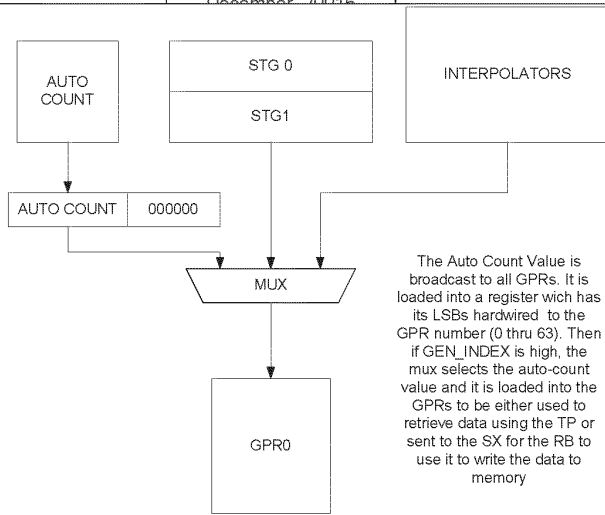 AUTO
COUNT
STG 0
STG1
INTERPOLATORS
AUTO COUNT
000000
MUX
GPR0
The Auto Count Value is
broadcast to all GPRs. It is
loaded into a register wich has
its LSBs hardwired to the
GPR number (0 thru 63). Then
if GEN_INDEX is high, the
mux selects the auto-count
value and it is loaded into the
GPRs to be either used to
retrieve data using the TP or
sent to the SX for the RB to
use it to write the data to
memory